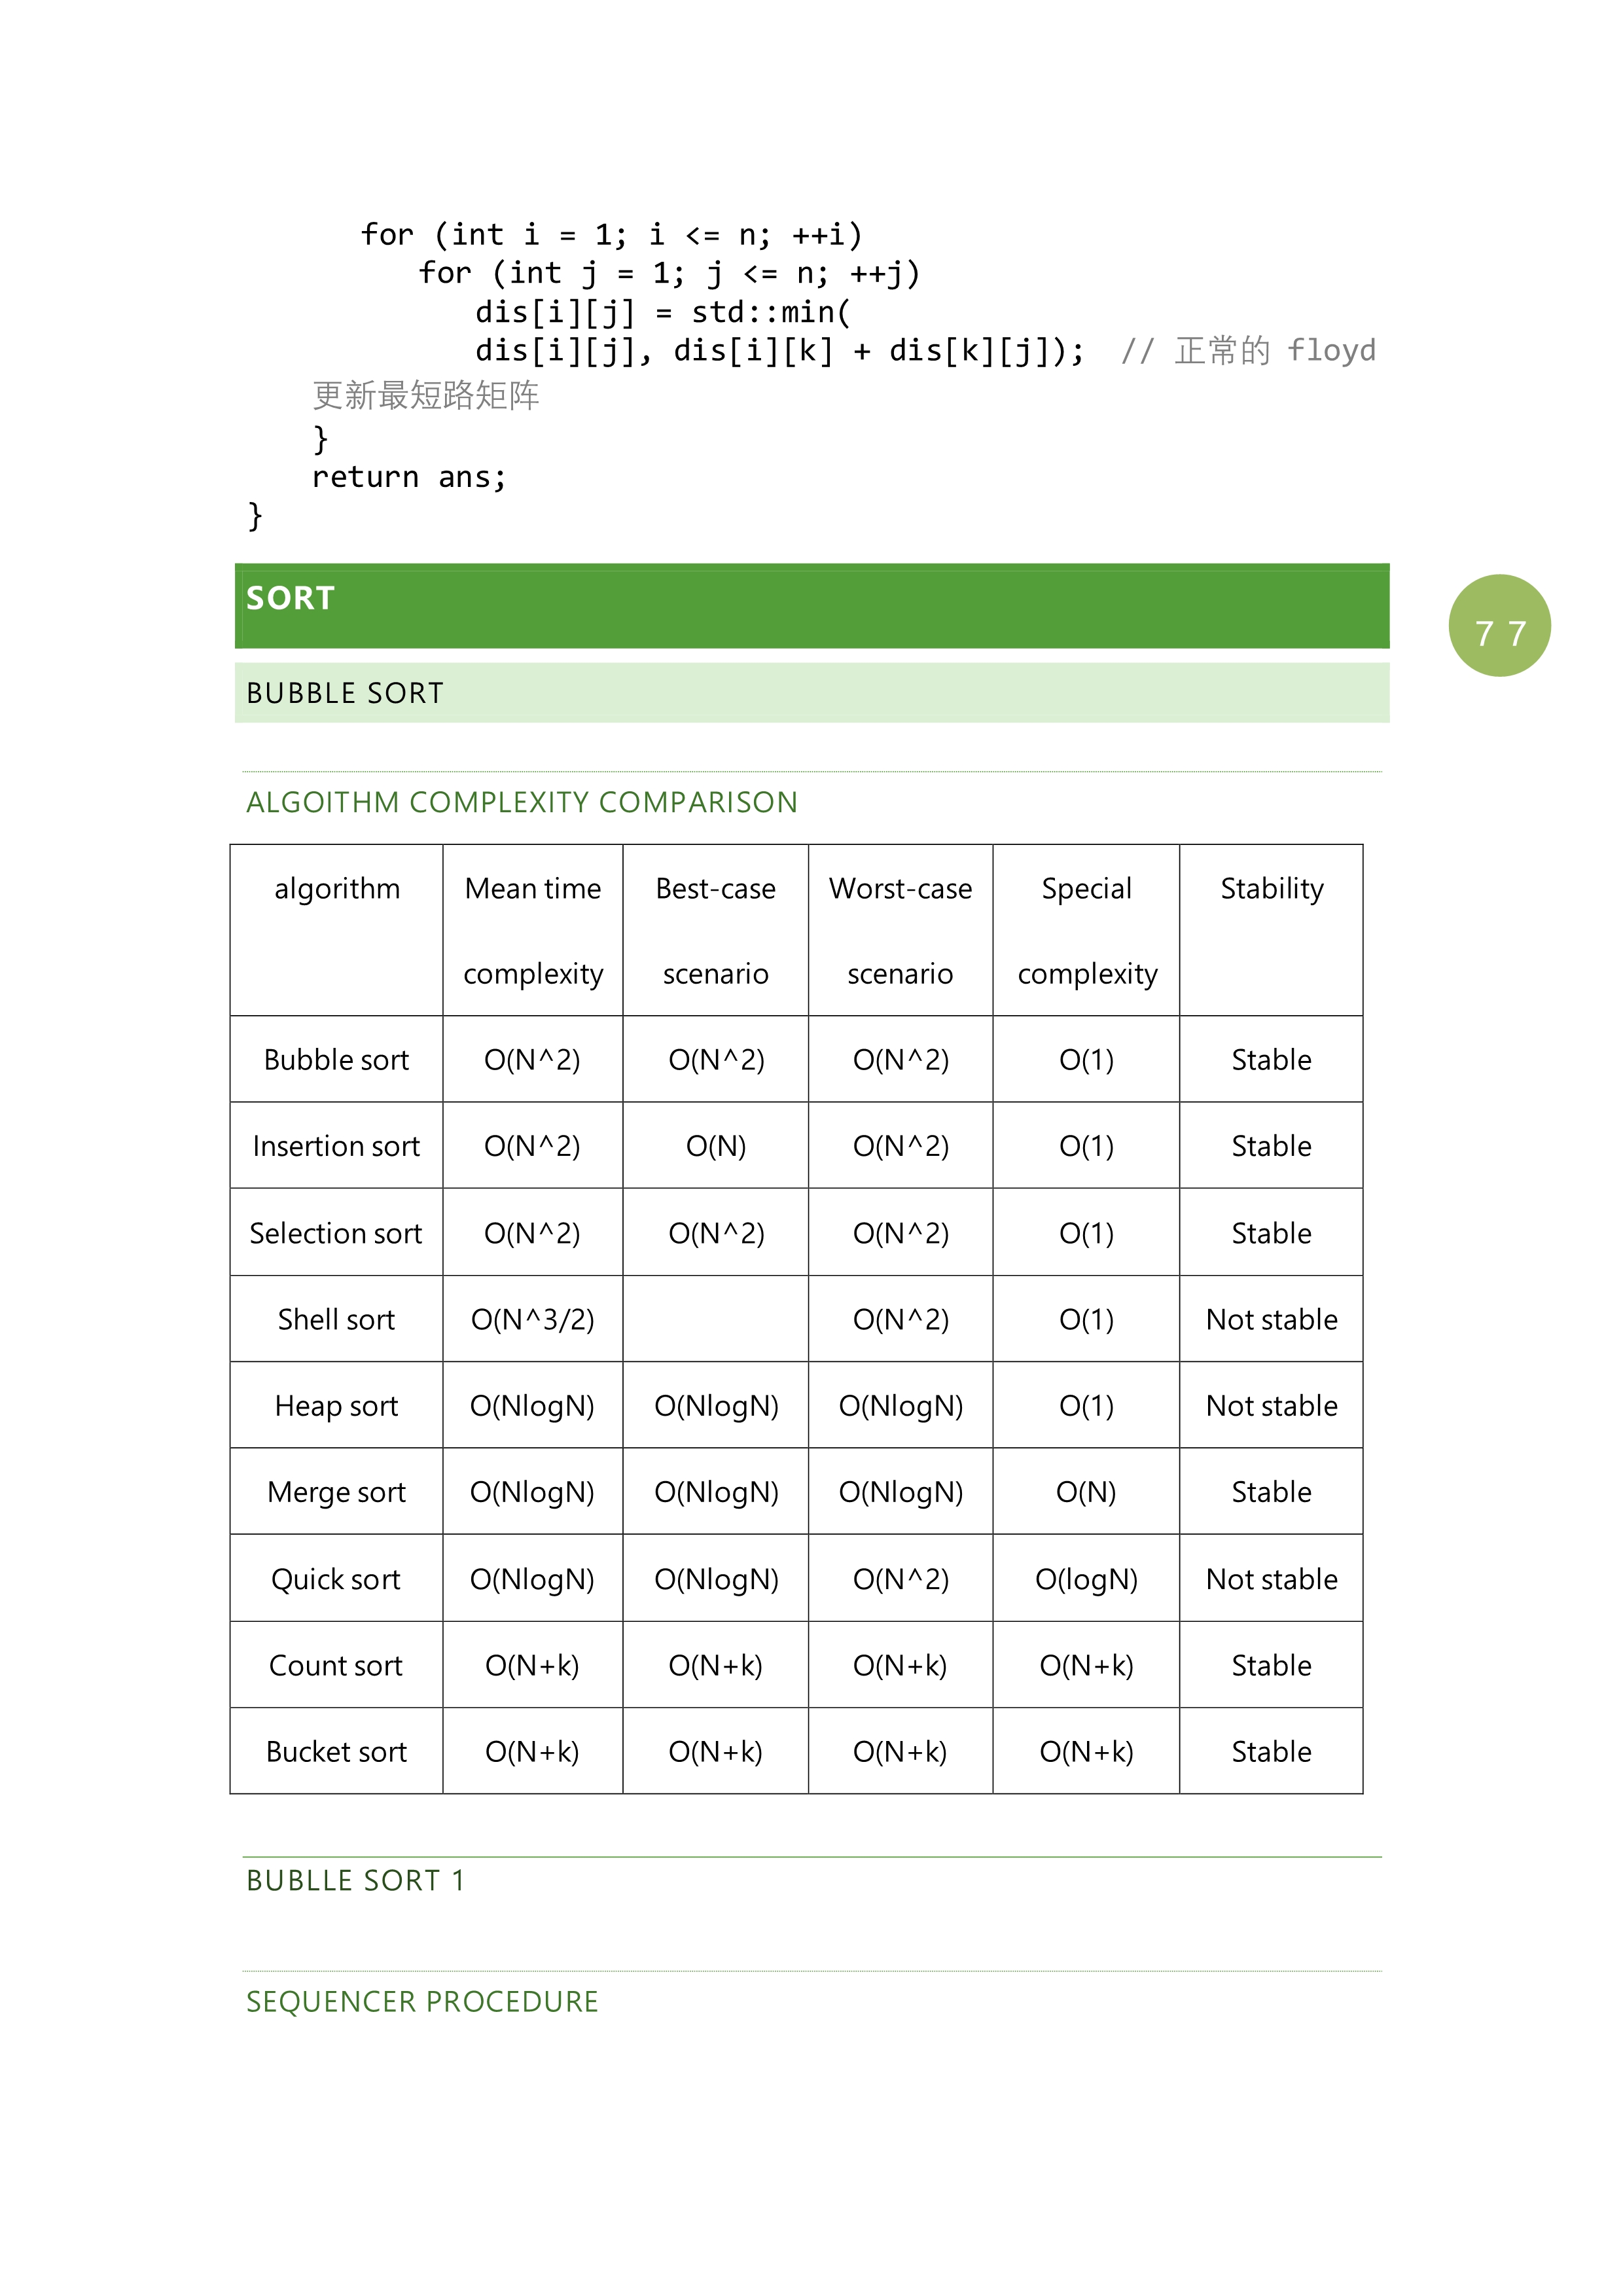 for (int i = 1; i <= n; ++i)
for (int j = 1; j <= n; ++j)
dis[i][j] = std::min(
dis[i][j], dis[i][k] + dis[k][j]);  // 正常的 floyd
更新最短路矩阵
}
return ans;
}
SORT
77
BUBBLE SORT
ALGOITHM COMPLEXITY COMPARISON
algorithm Mean time complexity Best-case scenario Worst-case scenario Special complexity Stability
Bubble sort O(N^2) O(N^2) O(N^2) O(1) Stable
Insertion sort O(N^2) O(N) O(N^2) O(1) Stable
Selection sort O(N^2) O(N^2) O(N^2) O(1) Stable
Shell sort O(N^3/2) O(N^2) O(1) Not stable
Heap sort O(NlogN) O(NlogN) O(NlogN) O(1) Not stable
Merge sort O(NlogN) O(NlogN) O(NlogN) O(N) Stable
Quick sort O(NlogN) O(NlogN) O(N^2) O(logN) Not stable
Count sort O(N+k) O(N+k) O(N+k) O(N+k) Stable
Bucket sort O(N+k) O(N+k) O(N+k) O(N+k) Stable
BUBLLE SORT 1
SEQUENCER PROCEDURE